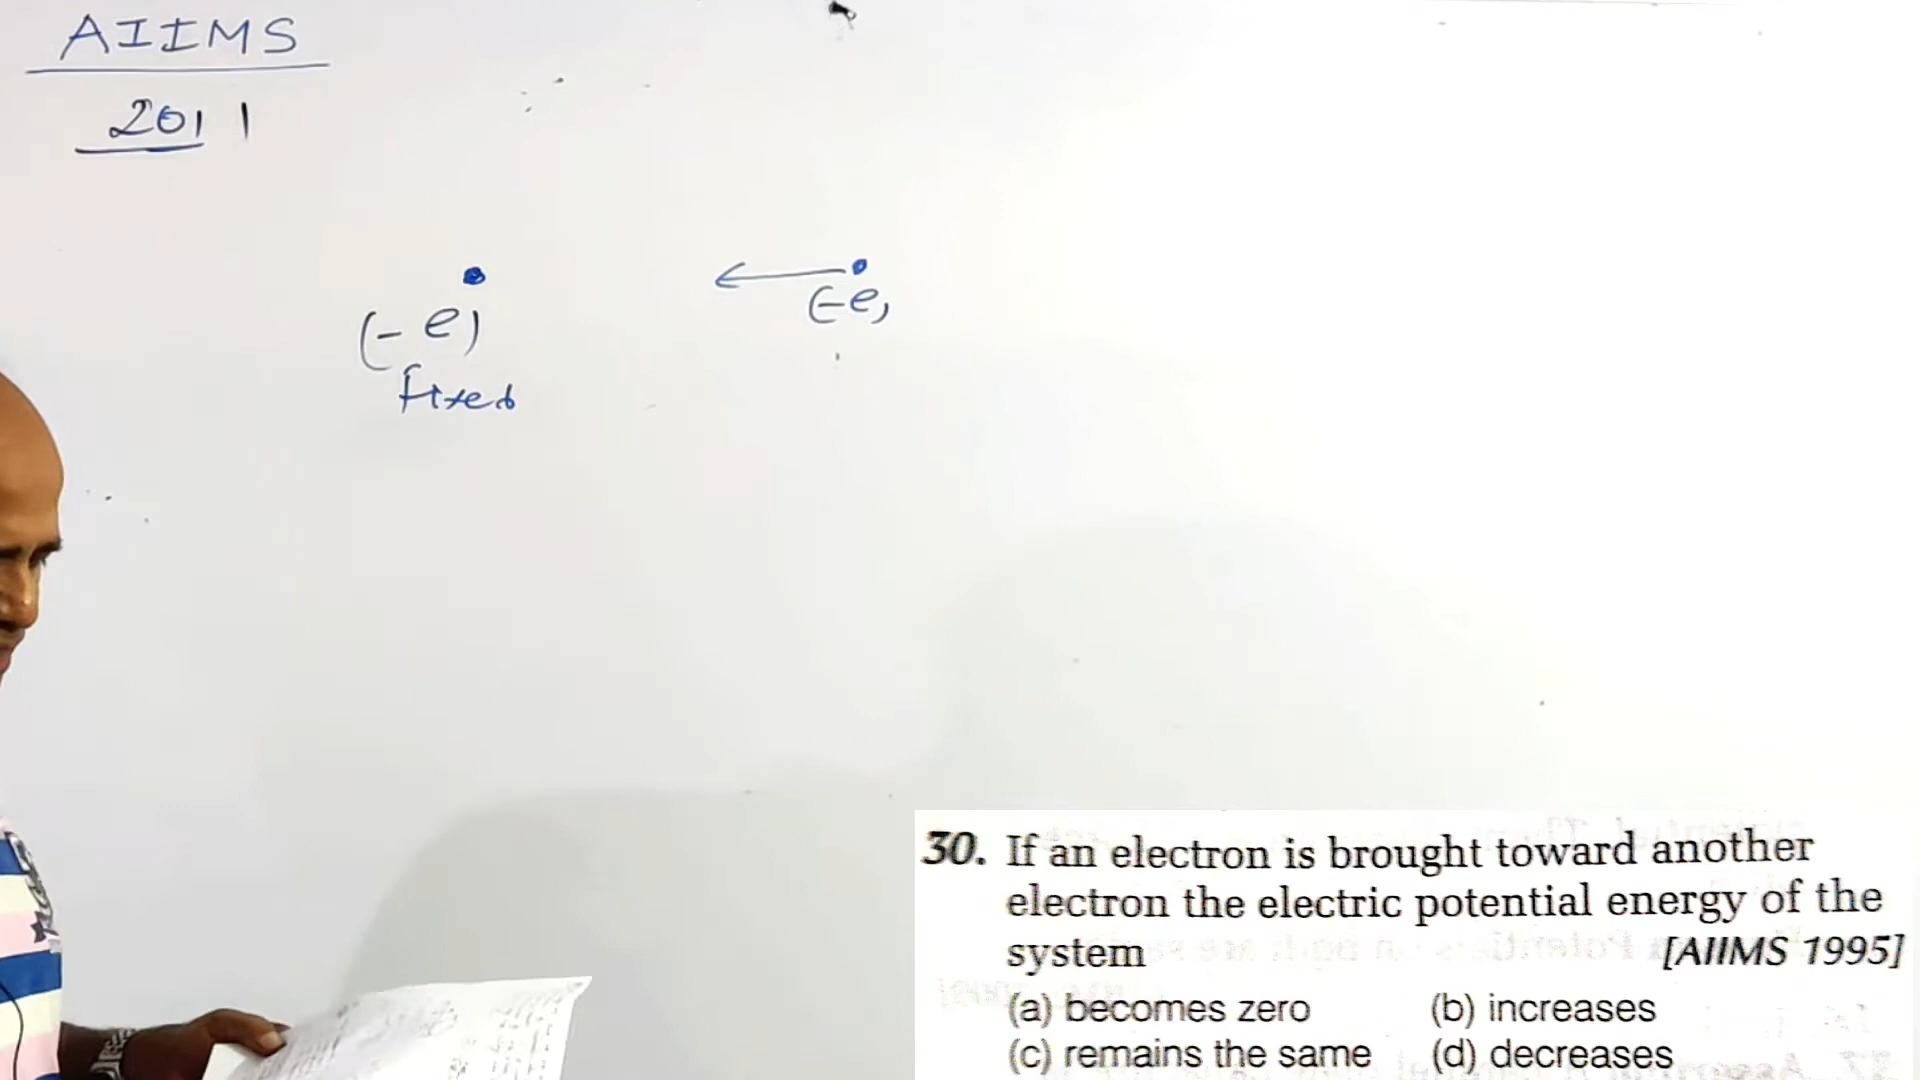 AIIMS
2011
(-e)
fixed
(-e)
30. If an electron is brought toward another
electron the electric potential energy of the
system [AIIMS 1995]
(a) becomes zero (b) increases
(c) remains the same (d) decreases